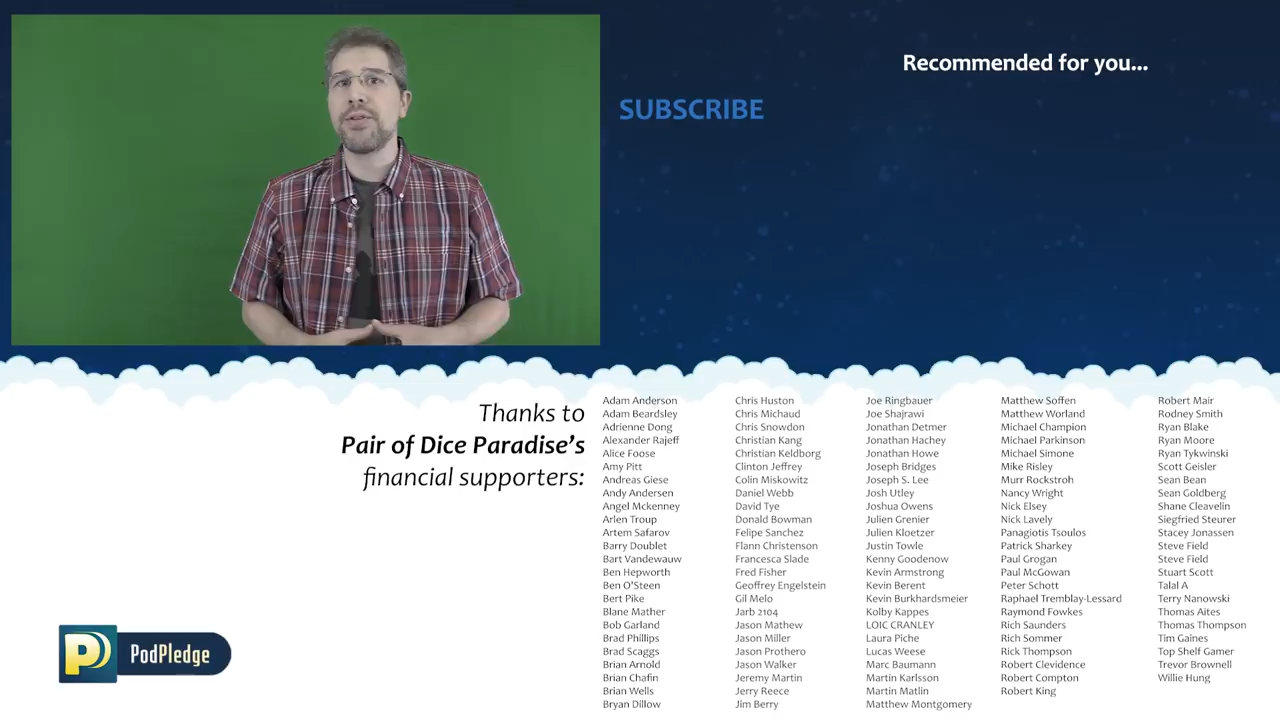 Recommended for you...
SUBSCRIBE
Thanks to
Pair of Dice Paradise's
financial supporters:
Adam Anderson
Adam Beardsley
Adrienne Dong
Alexander Rajeff
Alice Foose
Amy Pitt
Andreas Giese
Andy Andersen
Angel Mckenney
Arlen Troup
Artem Safarov
Barry Doublet
Bart Vandewauw
Ben Hepworth
Ben O'Steen
Bert Pike
Blane Mather
Bob Garland
Brad Phillips
Brad Scaggs
Brian Arnold
Brian Chafin
Brian Wells
Bryan Dillow
Chris Huston
Chris Michaud
Chris Snowdon
Christian Kang
Christian Keldborg
Clinton Jeffrey
Colin Miskowitz
Daniel Webb
David Tye
Donald Bowman
Felipe Sanchez
Flann Christenson
Francesca Slade
Fred Fisher
Geoffrey Engelstein
Gil Melo
Jarb 2104
Jason Mathew
Jason Miller
Jason Prothero
Jason Walker
Jeremy Martin
Jerry Reece
Jim Berry
Joe Ringbauer
Joe Shajrawi
Jonathan Detmer
Jonathan Hachey
Jonathan Howe
Joseph Bridges
Joseph S. Lee
Josh Utley
Joshua Owens
Julien Grenier
Julien Kloetzer
Justin Towle
Kenny Goodenow
Kevin Armstrong
Kevin Berent
Kevin Burkhardsmeier
Kolby Kappes
LOIC CRANLEY
Laura Piche
Lucas Weese
Marc Baumann
Martin Karlsson
Martin Matlin
Matthew Montgomery
Matthew Soffen
Matthew Worland
Michael Champion
Michael Parkinson
Michael Simone
Mike Risley
Murr Rockstroh
Nancy Wright
Nick Elsey
Nick Lavely
Panagiotis Tsoulos
Patrick Sharkey
Paul Grogan
Paul McGowan
Peter Schott
Raphael Tremblay-Lessard
Raymond Fowkes
Rich Saunders
Rich Sommer
Rick Thompson
Robert Clevidence
Robert Compton
Robert King
Robert Mair
Rodney Smith
Ryan Blake
Ryan Moore
Ryan Tykwinski
Scott Geisler
Sean Bean
Sean Goldberg
Shane Cleavelin
Siegfried Steurer
Stacey Jonassen
Steve Field
Steve Field
Stuart Scott
Talal A
Terry Nanowski
Thomas Aites
Thomas Thompson
Tim Gaines
Top Shelf Gamer
Trevor Brownell
Willie Hung
PodPledge